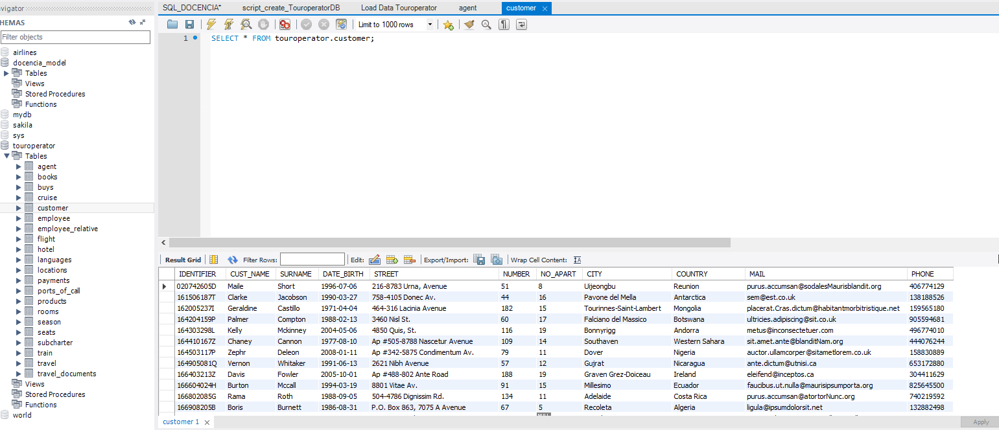 avigator
SQL_DOCENCIA*
script_create_TouroperatorDB
Load Data Touroperator
agent
customer
HEMAS
Filter objects
airlines
docencia_model
Tables
Views
Stored Procedures
Functions
mydb
sakila
sys
touroperator
Tables
agent
books
buys
cruise
customer
employee
employee_relative
flight
hotel
languages
locations
payments
ports_of_call
products
rooms
season
seats
subcharter
train
travel
travel_documents
Views
Stored Procedures
Functions
world
Limit to 1000 rows
1 SELECT * FROM touroperator.customer;
Result Grid Filter Rows: Edit: Export/Import: Wrap Cell Content:
IDENTIFIER CUST_NAME SURNAME DATE_BIRTH STREET NUMBER NO_APART CITY COUNTRY MAIL PHONE
020742605D Maile Short 1996-07-06 216-8783 Urna, Avenue 51 8 Uijeongbu Reunion purus.accumsan@sodalesMaurisblandit.org 406774129
161506187T Clarke Jacobson 1990-03-27 758-4105 Donec Av. 44 16 Pavone del Mella Antarctica sem@est.co.uk 138188526
162005237I Geraldine Castillo 1971-04-04 464-316 Lacinia Avenue 182 15 Tourinnes-Saint-Lambert Mongolia placerat.Cras.dictum@habitantmorbitristique.net 159565180
164204159P Palmer Compton 1988-02-13 3460 Nisl St. 60 17 Falciano del Massico Botswana ultricies.adipiscing@sit.co.uk 905594681
164303298L Kelly Mckinney 2004-05-06 4850 Quis, St. 116 19 Bonnyrigg Andorra metus@inconsectetuer.com 496774010
164410167Z Chaney Cannon 1977-08-10 Ap #505-8788 Nascetur Avenue 109 14 Southaven Western Sahara sit.amet.ante@blanditNam.org 444076244
164503117P Zephr Deleon 2008-01-11 Ap #342-5875 Condimentum Av. 79 11 Dover Nigeria auctor.ullamcorper@sitametlorem.co.uk 158830889
164905081Q Vernon Whitaker 1991-06-13 2621 Nibh Avenue 57 12 Gujrat Nicaragua ante.dictum@utnisi.ca 653172880
166403213Z Davis Fowler 2005-10-01 Ap #488-802 Ante Road 188 19 Graven Grez-Doiceau Ireland eleifend@inceptos.ca 304411629
166604024H Burton Mccall 1994-03-19 8801 Vitae Av. 91 15 Millesimo Ecuador faucibus.ut.nulla@maurisipsumporta.org 825645500
166802085G Rama Roth 1988-09-05 504-4786 Dignissim Rd. 134 11 Adelaide Costa Rica purus.accumsan@atortorNunc.org 740219592
166908205B Boris Burnett 1986-08-31 P.O. Box 863, 7075 A Avenue 67 5 Recoleta Algeria ligula@ipsumdolorsit.net 132882498
customer 1
Apply